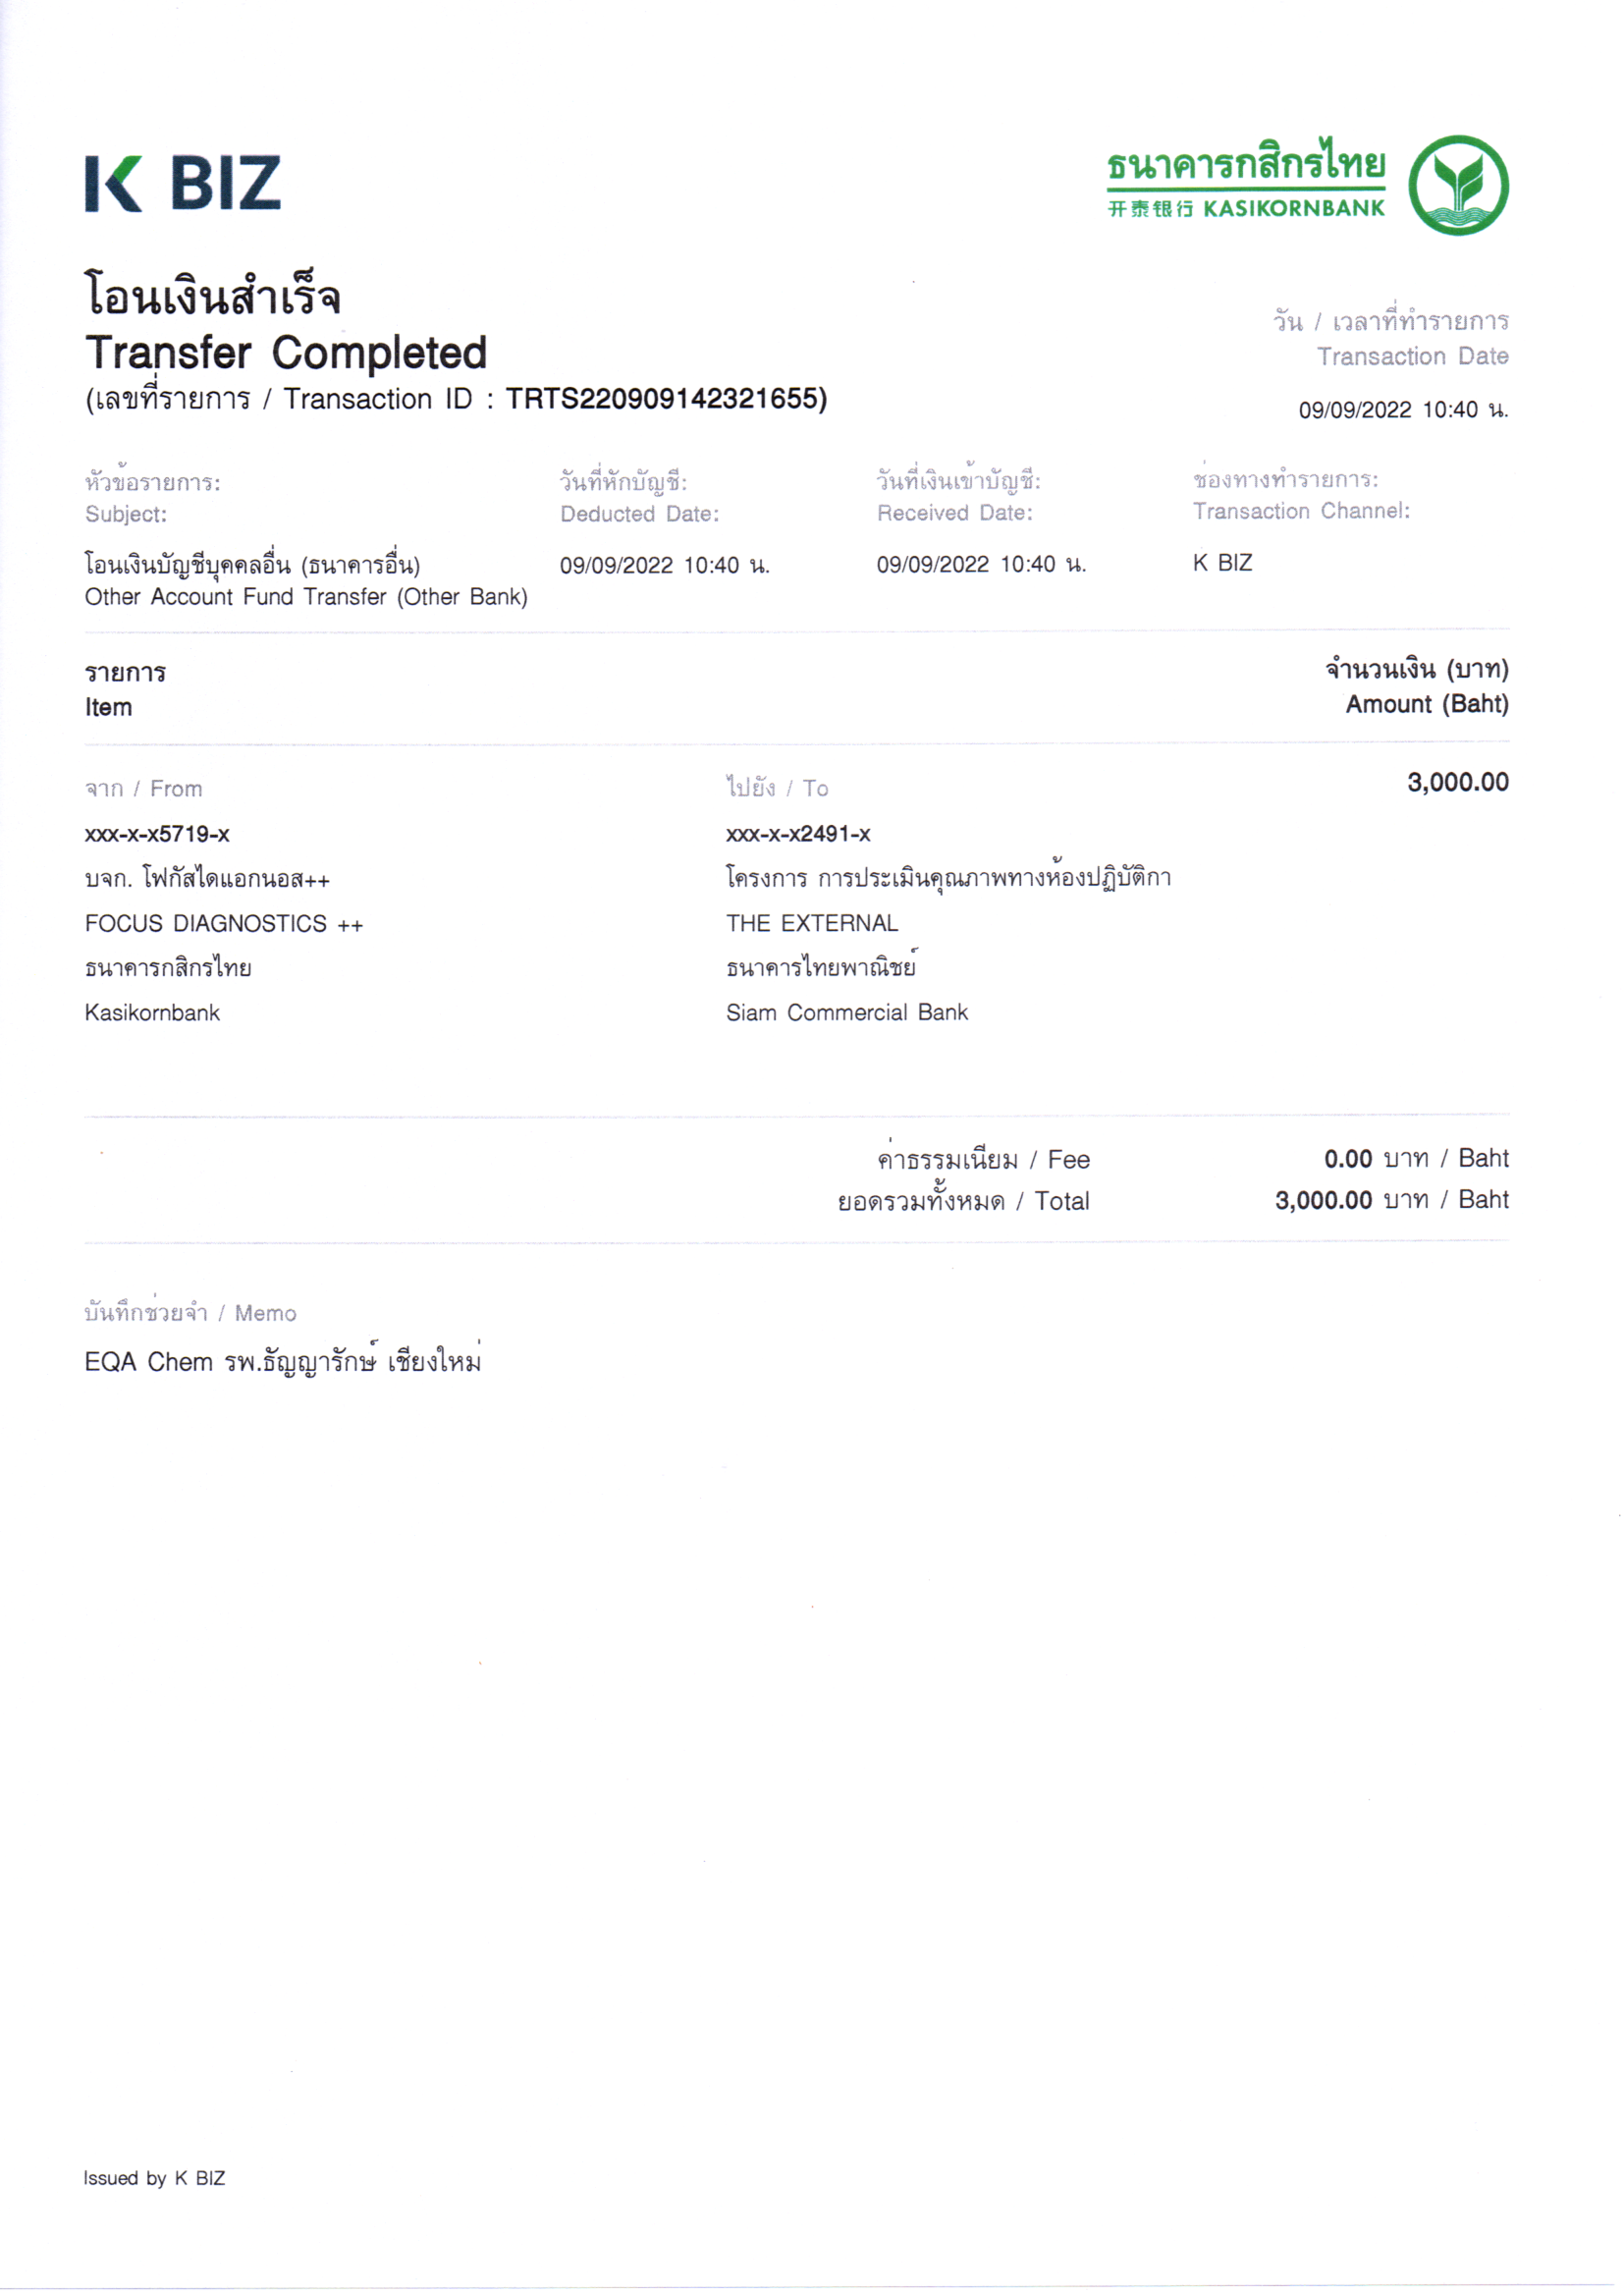 K BIZ
ธนาคารกสิกรไทย
开泰银行 KASIKORNBANK
โอนเงินสำเร็จ
Transfer Completed
(เลขที่รายการ / Transaction ID : TRTS220909142321655)
วัน / เวลาที่ทำรายการ
Transaction Date
09/09/2022 10:40 น.
หัวข้อรายการ:
Subject:
โอนเงินบัญชีบุคคลอื่น (ธนาคารอื่น)
Other Account Fund Transfer (Other Bank)
วันที่หักบัญชี:
Deducted Date:
09/09/2022 10:40 น.
วันที่เงินเข้าบัญชี:
Received Date:
09/09/2022 10:40 น.
ช่องทางทำรายการ:
Transaction Channel:
K BIZ
รายการ
Item
จำนวนเงิน (บาท)
Amount (Baht)
จาก / From
xxx-x-x5719-x
บจก. โฟกัสไดแอกนอส++
FOCUS DIAGNOSTICS ++
ธนาคารกสิกรไทย
Kasikornbank
ไปยัง / To
xxx-x-x2491-x
โครงการ การประเมินคุณภาพทางห้องปฏิบัติกา
THE EXTERNAL
ธนาคารไทยพาณิชย์
Siam Commercial Bank
3,000.00
ค่าธรรมเนียม / Fee 0.00 บาท / Baht
ยอดรวมทั้งหมด / Total 3,000.00 บาท / Baht
บันทึกช่วยจำ / Memo
EQA Chem รพ.ธัญญารักษ์ เชียงใหม่
Issued by K BIZ